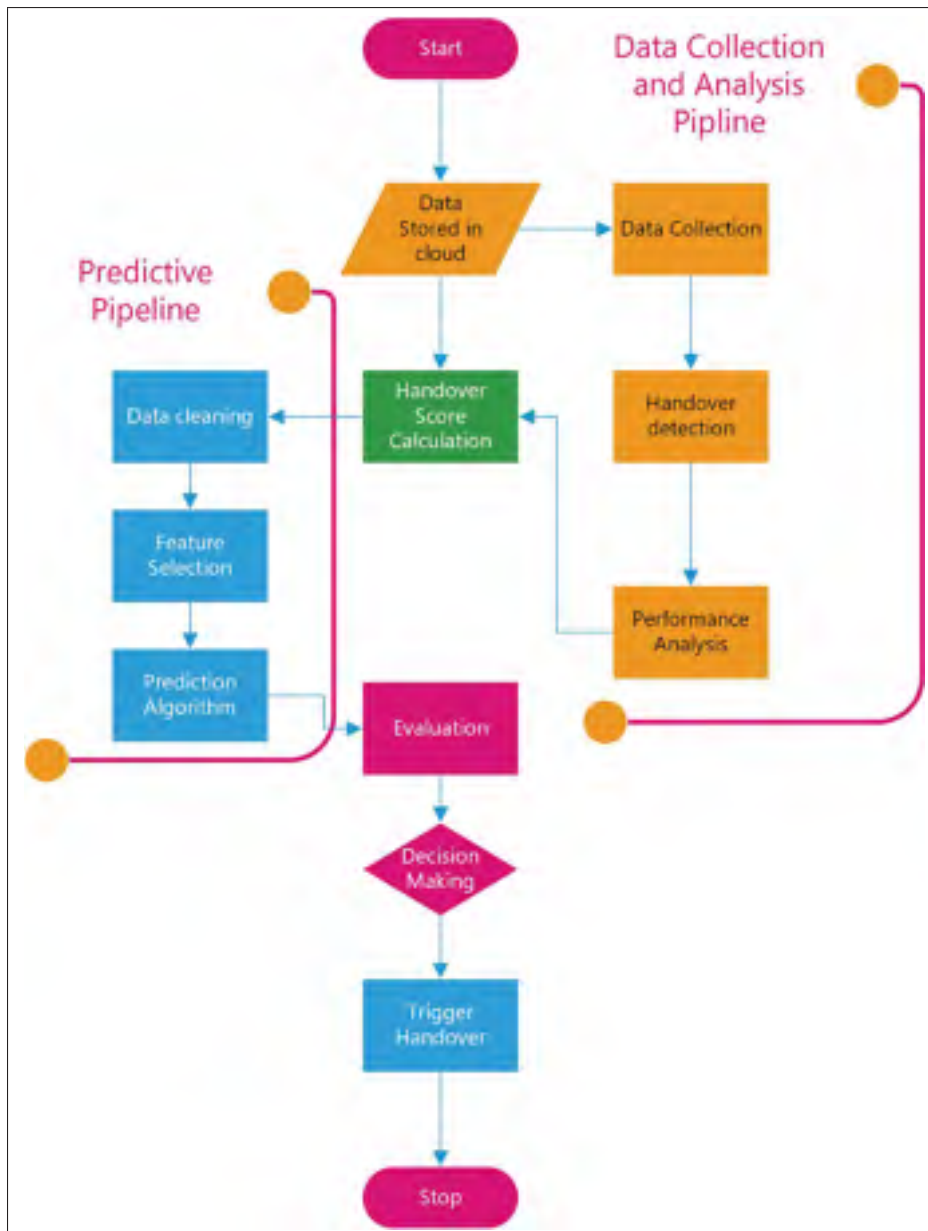 Start
Data Collection
and Analysis
Pipline
Data
Stored in
cloud
Data Collection
Predictive
Pipeline
Data cleaning
Handover
Score
Calculation
Handover
detection
Feature
Selection
Performance
Analysis
Prediction
Algorithm
Evaluation
Decision
Making
Trigger
Handover
Stop